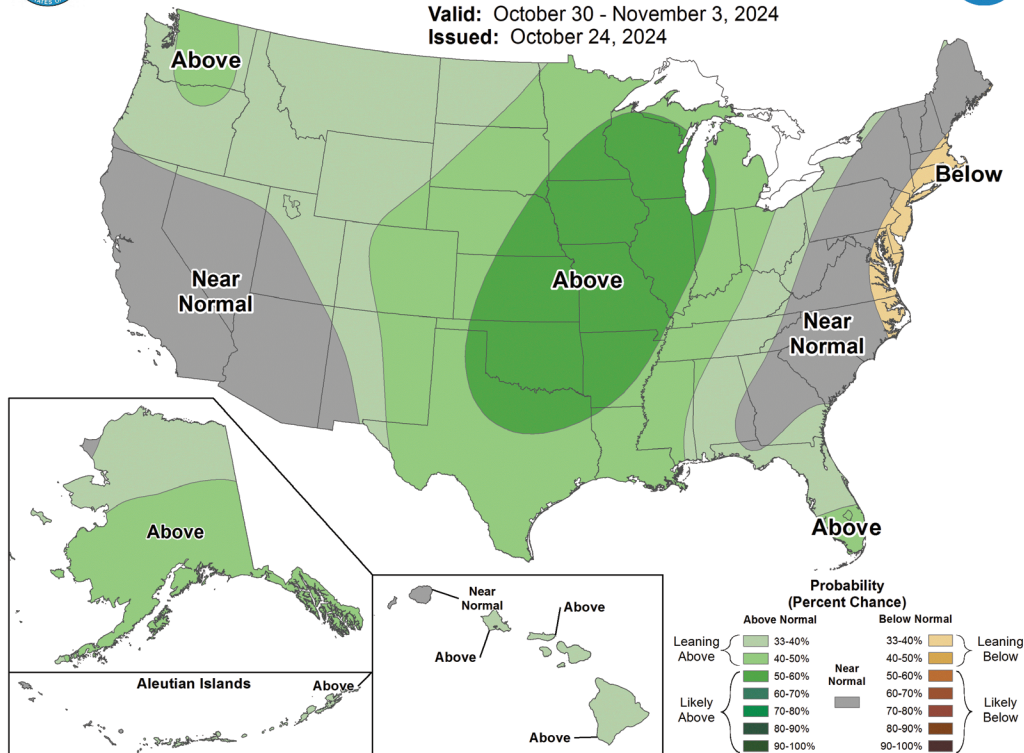 Valid: October 30 - November 3, 2024
Issued: October 24, 2024
Above
Below
Near
Normal
Above
Near
Normal
Above
Above
Near
Normal
Above
Above
Above
Aleutian Islands
Above
Probability
(Percent Chance)
Above Normal
Below Normal
Leaning
Above
33-40%
40-50%
Likely
Above
50-60%
60-70%
70-80%
80-90%
90-100%
Near
Normal
33-40%
40-50%
Leaning
Below
50-60%
60-70%
70-80%
80-90%
90-100%
Likely
Below